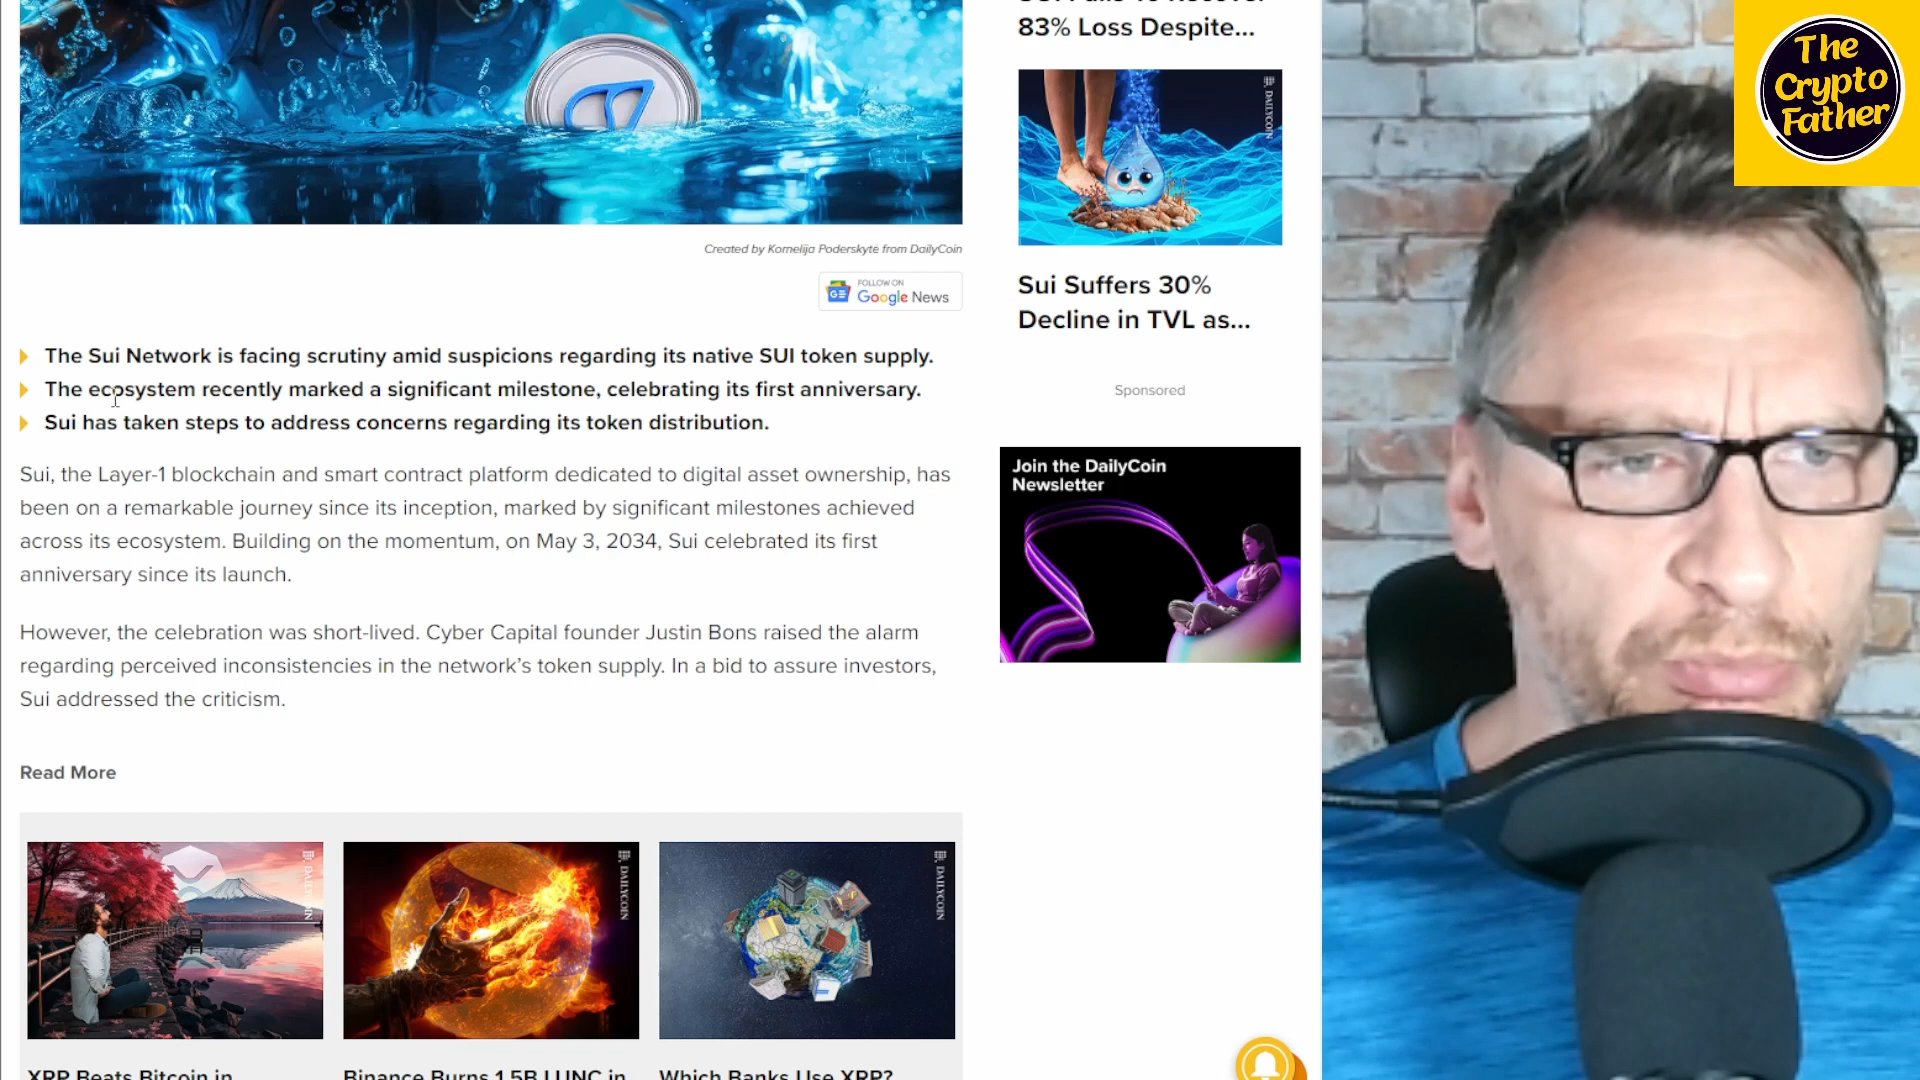 83% Loss Despite...
The
Crypto
Father
DAILYCOIN
Created by Kornelija Poderskytė from DailyCoin
FOLLOW ON
Google News
GE
Sui Suffers 30%
Decline in TVL as...
The Sui Network is facing scrutiny amid suspicions regarding its native SUI token supply.
The ecosystem recently marked a significant milestone, celebrating its first anniversary.
Sui has taken steps to address concerns regarding its token distribution.
Sponsored
Join the DailyCoin
Newsletter
Sui, the Layer-1 blockchain and smart contract platform dedicated to digital asset ownership, has
been on a remarkable journey since its inception, marked by significant milestones achieved
across its ecosystem. Building on the momentum, on May 3, 2034, Sui celebrated its first
anniversary since its launch.
However, the celebration was short-lived. Cyber Capital founder Justin Bons raised the alarm
regarding perceived inconsistencies in the network’s token supply. In a bid to assure investors,
Sui addressed the criticism.
Read More
DAILYCOIN
DAILYCOIN
DAILYCOIN
XRP Beats Bitcoin in
Binance Burns 1.5B LUNC in
Which Banks Use XRP?